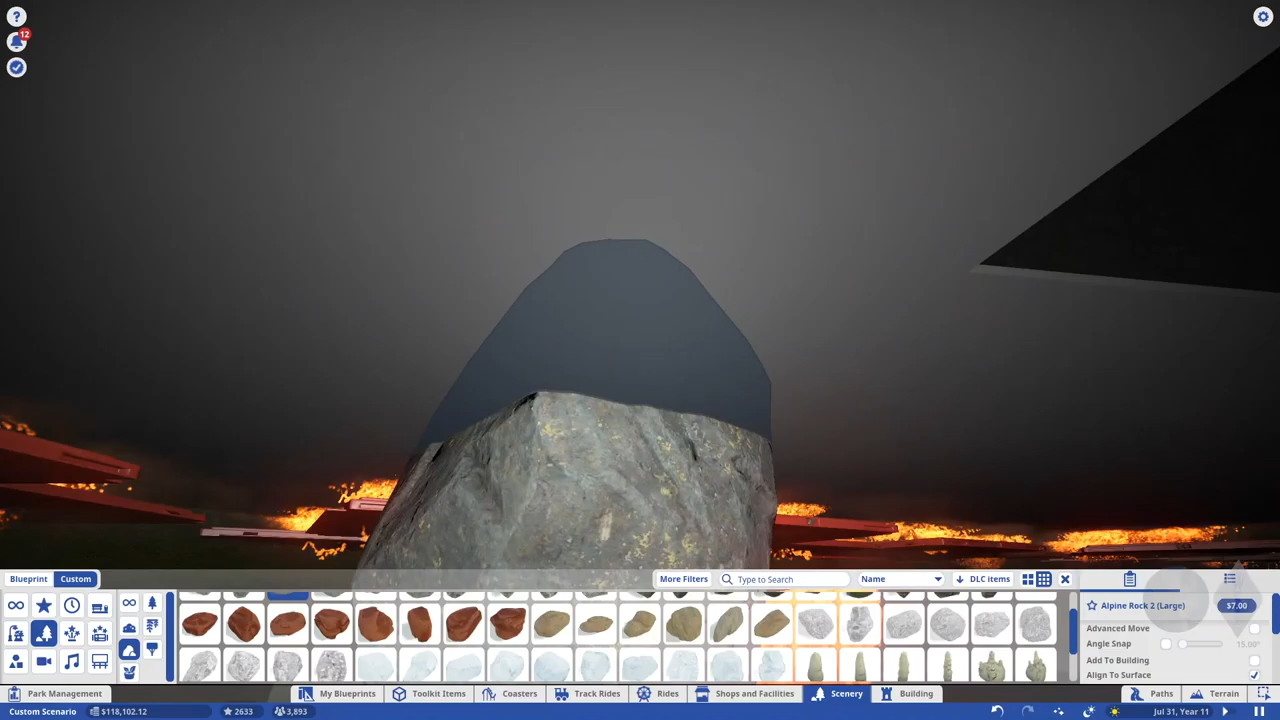 ?
12
Blueprint
Custom
More Filters
Type to Search
Name
DLC items
Alpine Rock 2 (Large)
$7.00
Advanced Move
Angle Snap
15.00°
Add To Building
Align To Surface
Park Management
My Blueprints
Toolkit Items
Coasters
Track Rides
Rides
Shops and Facilities
Scenery
Building
Paths
Terrain
Custom Scenario
$118,102.12
2633
3,893
Jul 31, Year 11